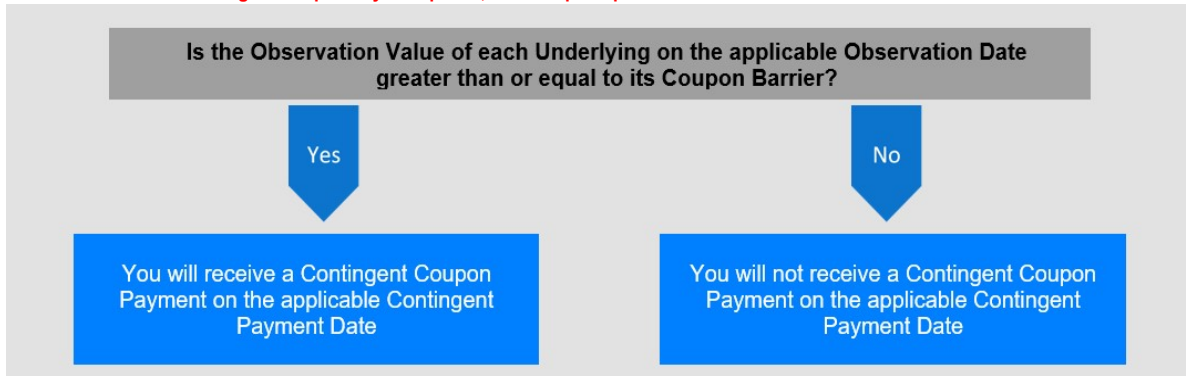 Is the Observation Value of each Underlying on the applicable Observation Date
greater than or equal to its Coupon Barrier?
Yes
No
You will receive a Contingent Coupon
Payment on the applicable Contingent
Payment Date
You will not receive a Contingent Coupon
Payment on the applicable Contingent
Payment Date